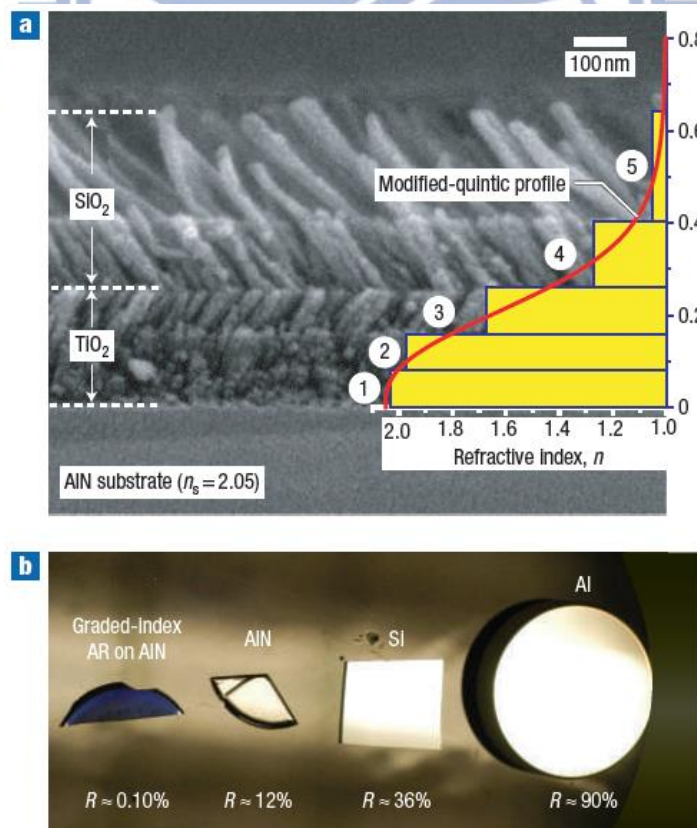 a
0.8
100 nm
0.6
5
Modified-quintic profile
SiO₂
0.4
4
3
0.2
TiO₂
2
1
0
2.0 1.8 1.6 1.4 1.2 1.0
Refractive index, n
AlN substrate (nₛ = 2.05)
b
Al
Graded-index
AR on AlN
AlN
Si
R ≈ 0.10%
R ≈ 12%
R ≈ 36%
R ≈ 90%